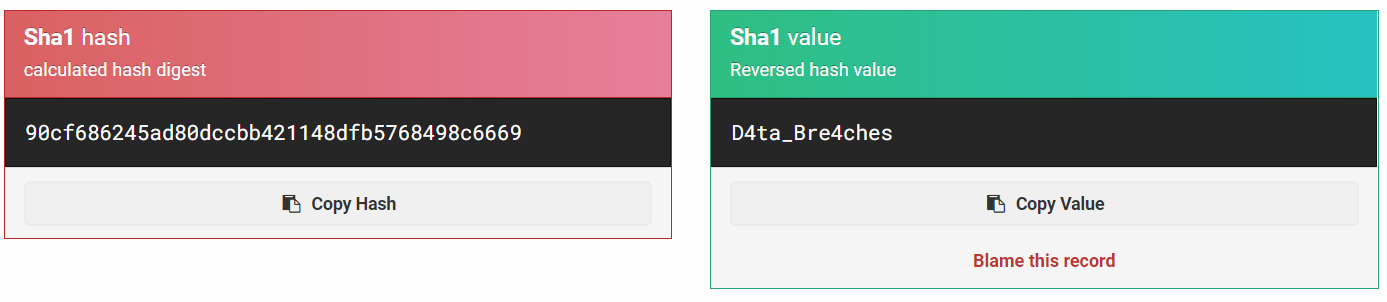 Sha1 hash
calculated hash digest
90cf686245ad80dccbb421148dfb5768498c6669
Copy Hash
Sha1 value
Reversed hash value
D4ta_Bre4ches
Copy Value
Blame this record